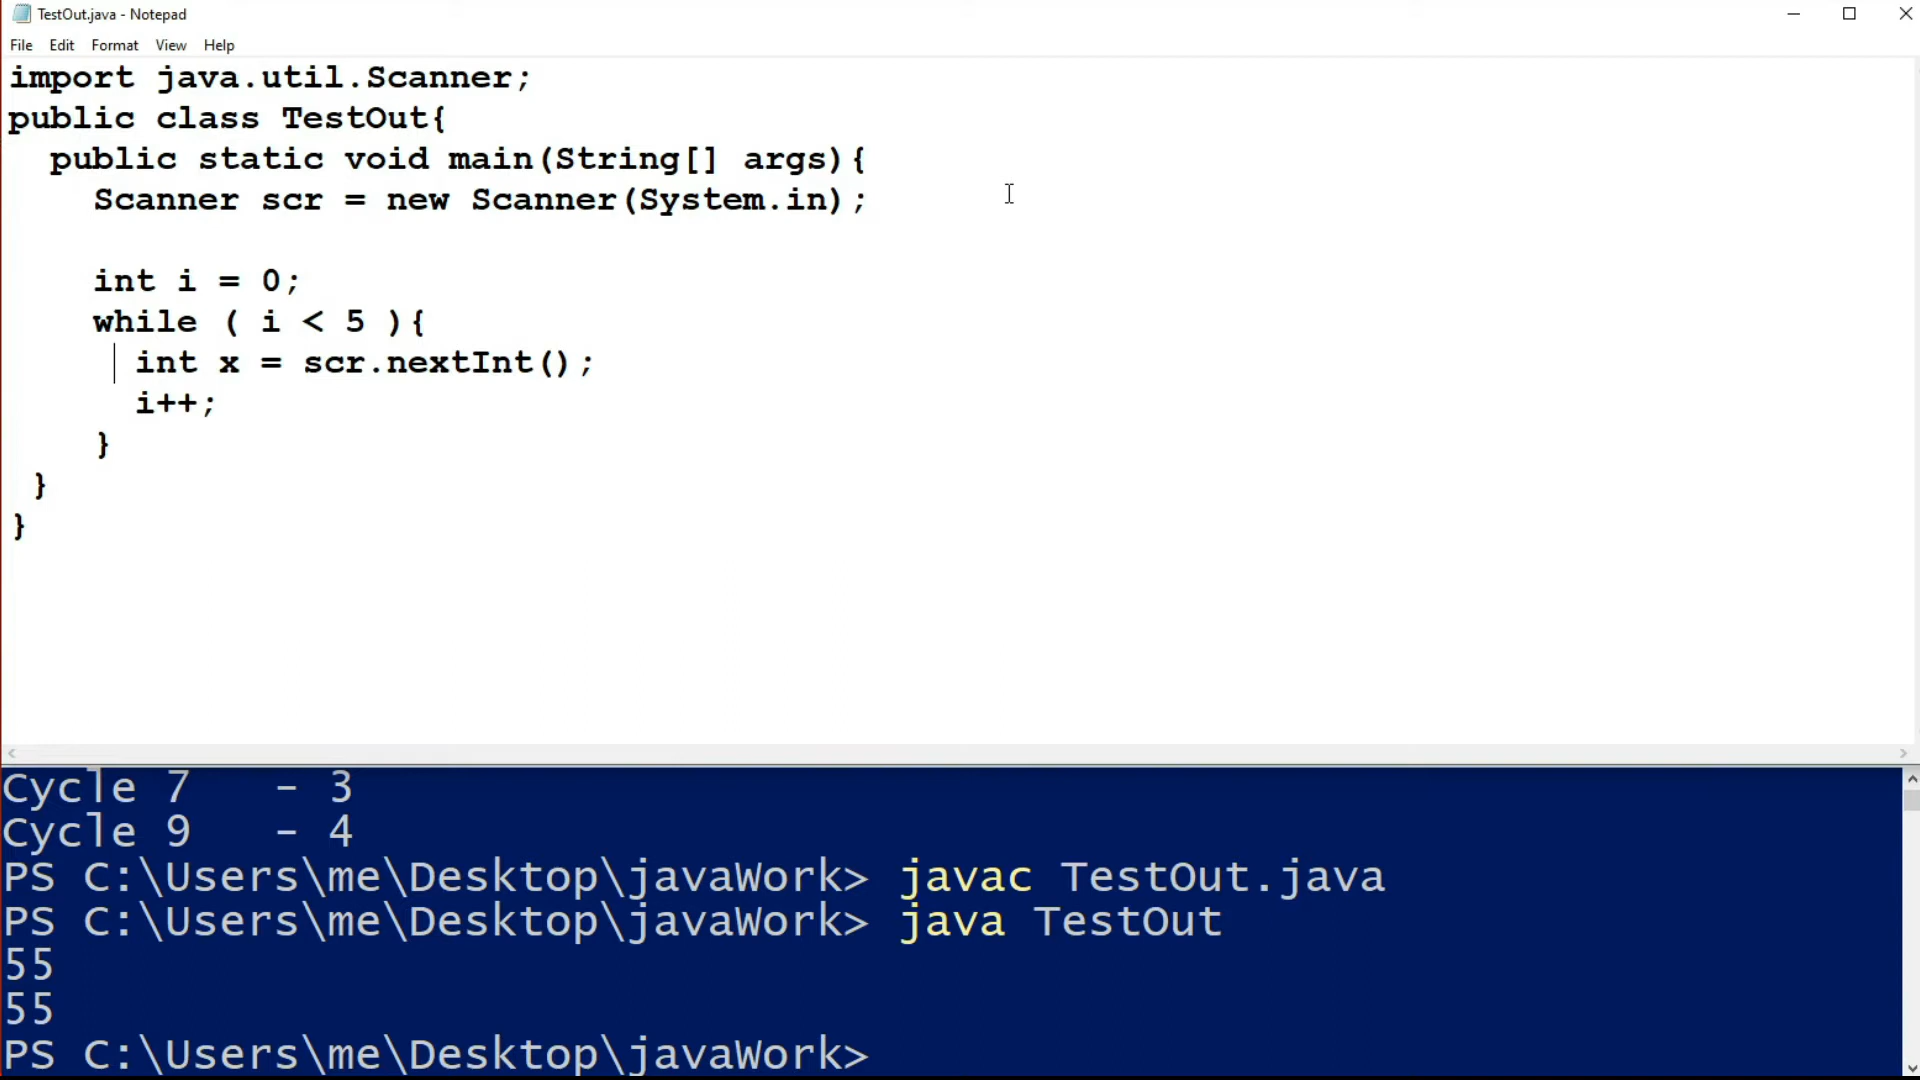 TestOut.java - Notepad
File Edit Format View Help
import java.util.Scanner;
public class TestOut{
  public static void main(String[] args){
    Scanner scr = new Scanner(System.in);
    int i = 0;
    while ( i < 5 ){
      int x = scr.nextInt();
      i++;
    }
 }
}
Cycle 7   - 3
Cycle 9   - 4
PS C:\Users\me\Desktop\javaWork> javac TestOut.java
PS C:\Users\me\Desktop\javaWork> java TestOut
55
55
PS C:\Users\me\Desktop\javaWork>